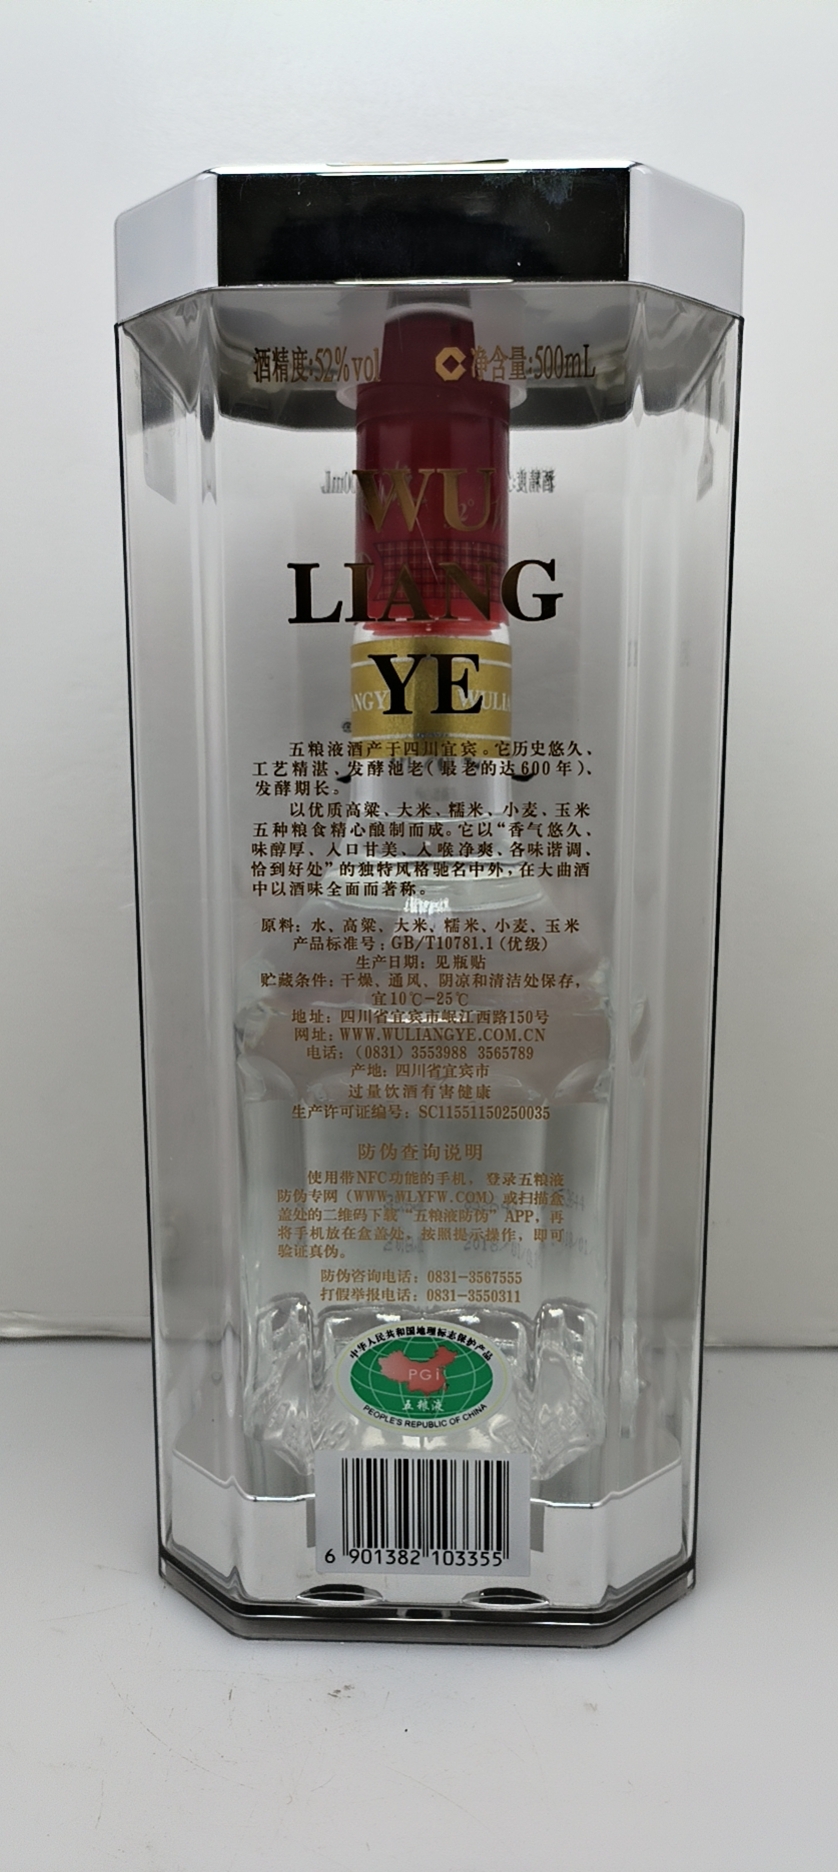 酒精度:52%vol 净含量:500mL
WU
LIANG
YE
WULIA
五粮液酒产于四川宜宾。它历史悠久、
工艺精湛、发酵池老(最老的达600年)、
发酵期长。
以优质高粱、大米、糯米、小麦、玉米
五种粮食精心酿制而成。它以“香气悠久、
味醇厚、入口甘美、入喉净爽、各味谐调、
恰到好处”的独特风格驰名中外,在大曲酒
中以酒味全面而著称。
原料: 水、高粱、大米、糯米、小麦、玉米
产品标准号: GB/T10781.1 (优级)
生产日期: 见瓶贴
贮藏条件: 干燥、通风、阴凉和清洁处保存,
宜10℃-25℃
地址: 四川省宜宾市岷江西路150号
网址: WWW.WULIANGYE.COM.CN
电话: (0831) 3553988 3565789
产地: 四川省宜宾市
过量饮酒有害健康
生产许可证编号: SC11551150250035
防伪查询说明
使用带NFC功能的手机, 登录五粮液
防伪专网 (WWW.WLYFW.COM) 或扫描盒
盖处的二维码下载 “五粮液防伪” APP, 再
将手机放在盒盖处, 按照提示操作, 即可
验证真伪。
防伪咨询电话: 0831-3567555
打假举报电话: 0831-3550311
中华人民共和国地理标志保护产品
PGI
五粮液
PEOPLE'S REPUBLIC OF CHINA
6 901382 103355